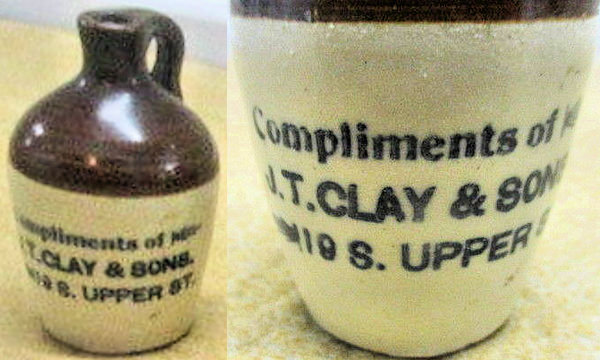 Compliments of
T.CLAY & SONS.
S. UPPER ST.
Compliments of
J.T.CLAY & SON
19 S. UPPER